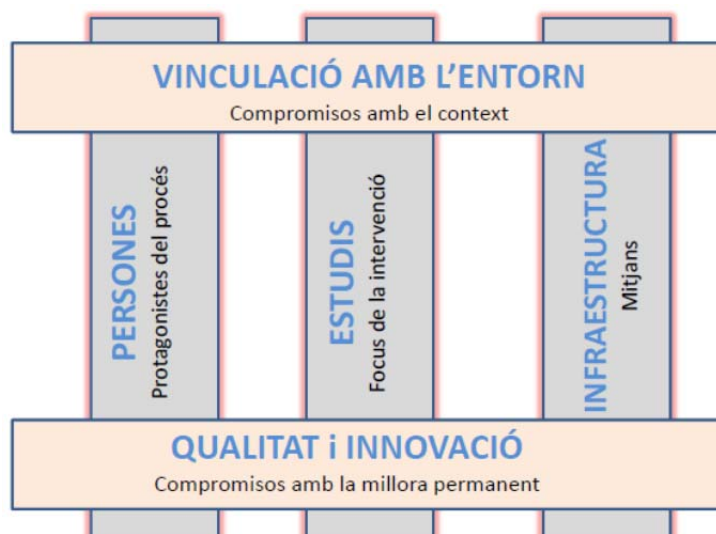 VINCULACIÓ AMB L’ENTORN
Compromisos amb el context
PERSONES
Protagonistes del procés
ESTUDIS
Focus de la intervenció
INFRAESTRUCTURA
Mitjans
QUALITAT i INNOVACIÓ
Compromisos amb la millora permanent